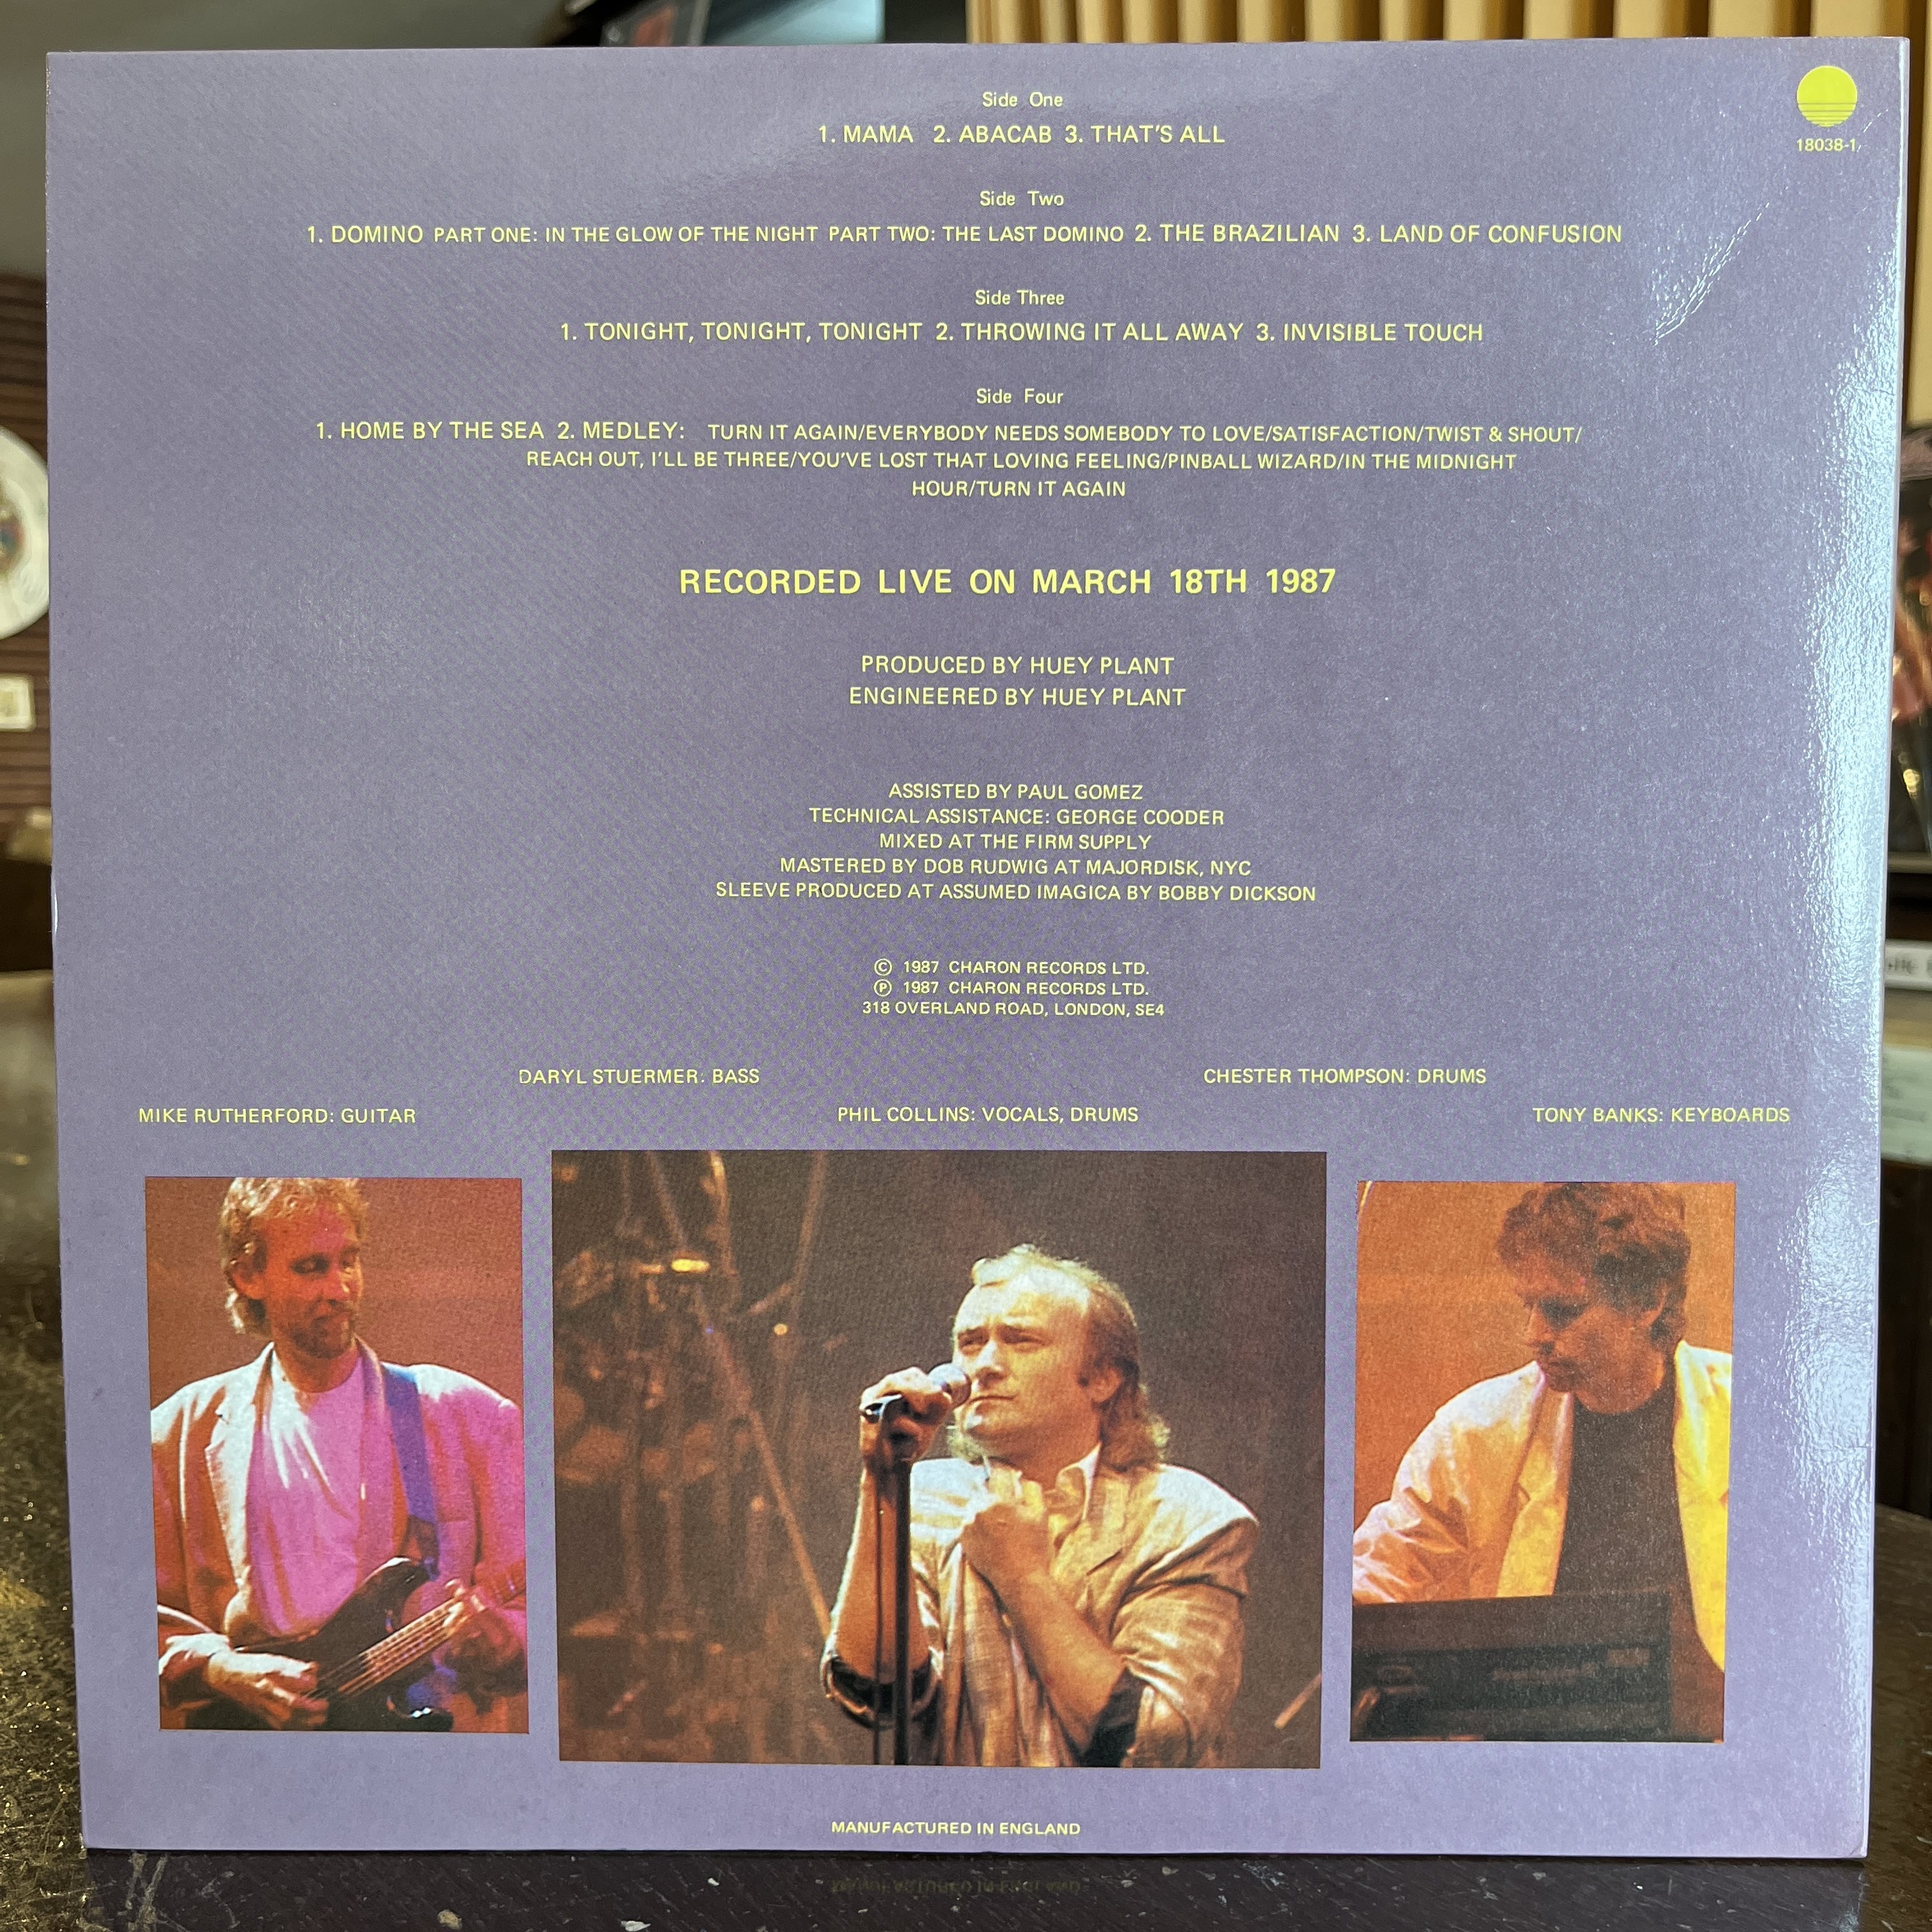 Side One
18038-1
1. MAMA 2. ABACAB 3. THAT'S ALL
Side Two
1. DOMINO PART ONE: IN THE GLOW OF THE NIGHT PART TWO: THE LAST DOMINO 2. THE BRAZILIAN 3. LAND OF CONFUSION
Side Three
1. TONIGHT, TONIGHT, TONIGHT 2. THROWING IT ALL AWAY 3. INVISIBLE TOUCH
Side Four
1. HOME BY THE SEA 2. MEDLEY: TURN IT AGAIN/EVERYBODY NEEDS SOMEBODY TO LOVE/SATISFACTION/TWIST & SHOUT/
REACH OUT, I'LL BE THREE/YOU'VE LOST THAT LOVING FEELING/PINBALL WIZARD/IN THE MIDNIGHT
HOUR/TURN IT AGAIN
RECORDED LIVE ON MARCH 18TH 1987
PRODUCED BY HUEY PLANT
ENGINEERED BY HUEY PLANT
ASSISTED BY PAUL GOMEZ
TECHNICAL ASSISTANCE: GEORGE COODER
MIXED AT THE FIRM SUPPLY
MASTERED BY DOB RUDWIG AT MAJORDISK, NYC
SLEEVE PRODUCED AT ASSUMED IMAGICA BY BOBBY DICKSON
© 1987 CHARON RECORDS LTD.
℗ 1987 CHARON RECORDS LTD.
318 OVERLAND ROAD, LONDON, SE4
DARYL STUERMER: BASS
CHESTER THOMPSON: DRUMS
MIKE RUTHERFORD: GUITAR
PHIL COLLINS: VOCALS, DRUMS
TONY BANKS: KEYBOARDS
MANUFACTURED IN ENGLAND